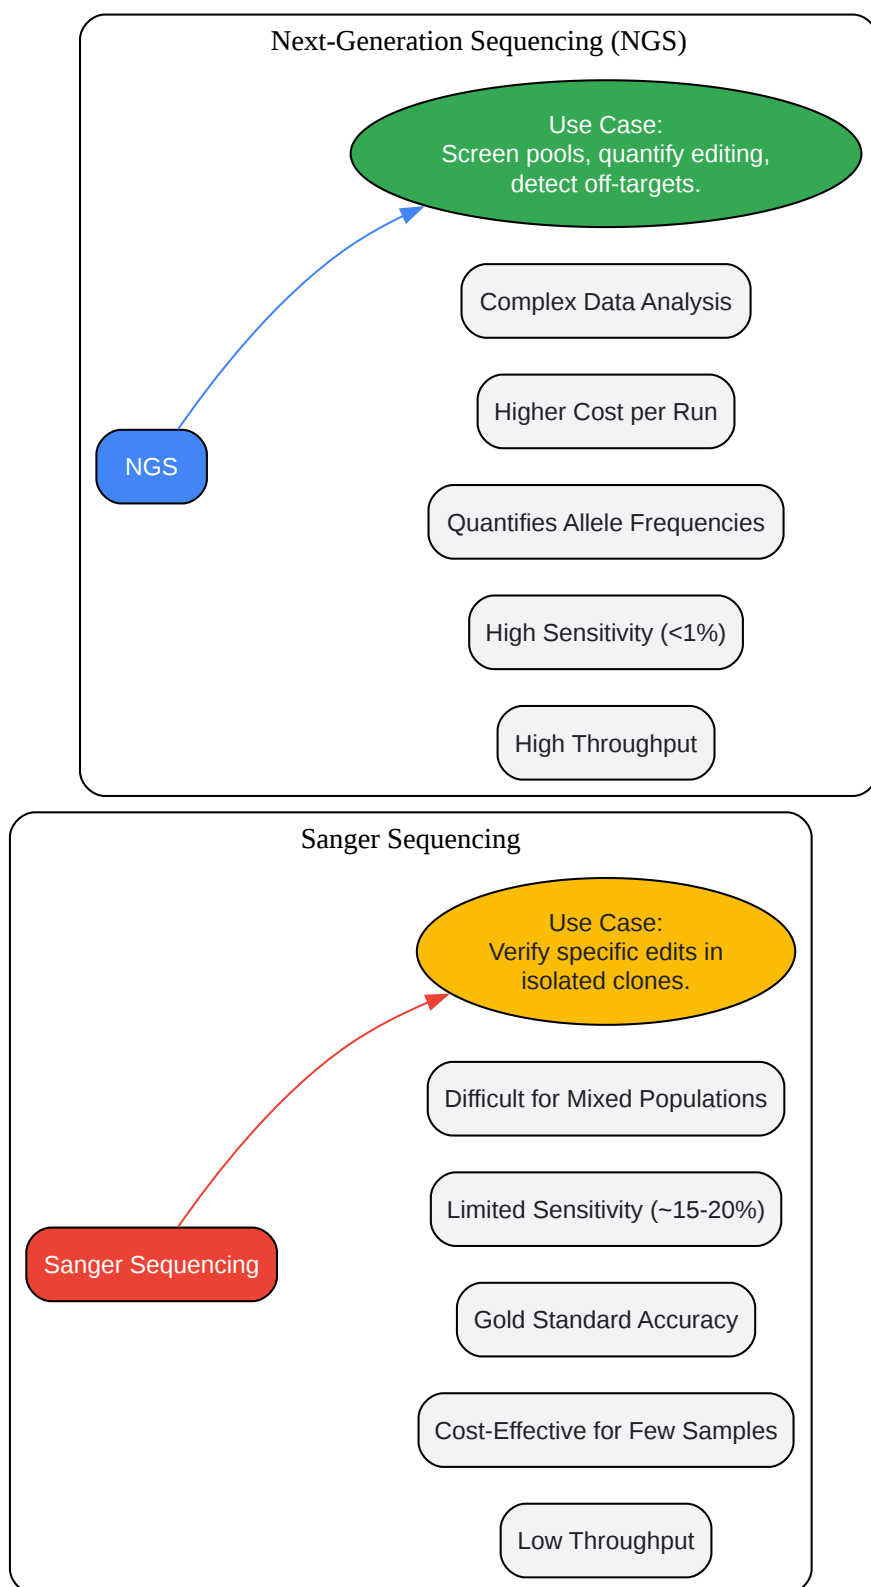 Next-Generation Sequencing (NGS)
Use Case:
Screen pools, quantify editing,
detect off-targets.
Complex Data Analysis
Higher Cost per Run
NGS
Quantifies Allele Frequencies
High Sensitivity (<1%)
High Throughput
Sanger Sequencing
Use Case:
Verify specific edits in
isolated clones.
Difficult for Mixed Populations
Limited Sensitivity (~15-20%)
Sanger Sequencing
Gold Standard Accuracy
Cost-Effective for Few Samples
Low Throughput